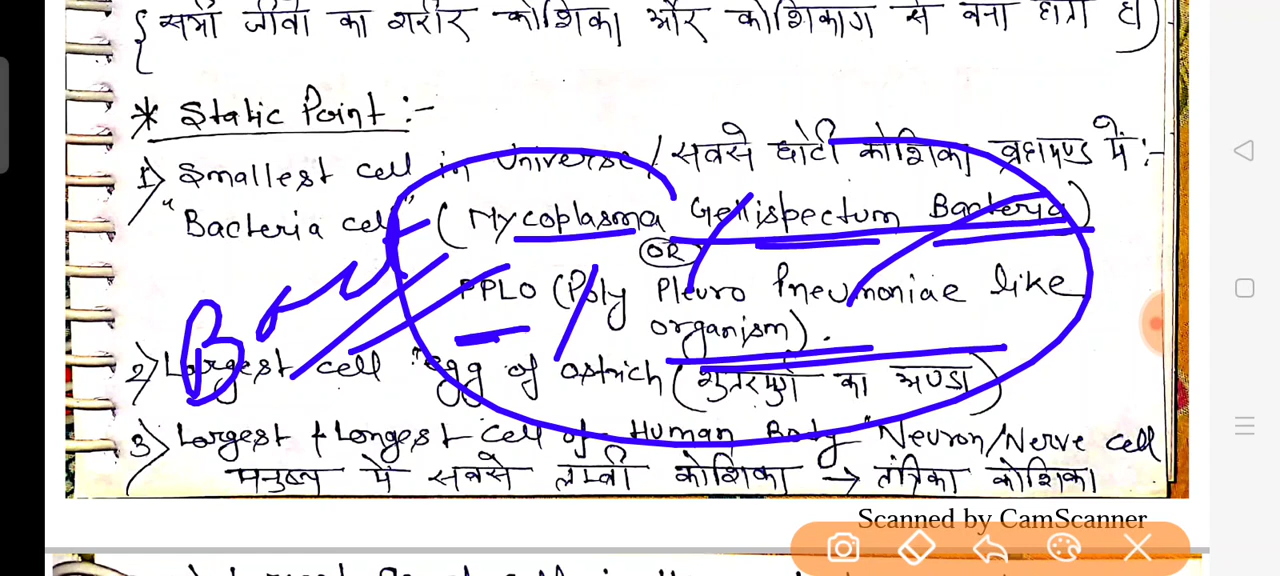 { सभी जीवों का शरीर कोशिका और कोशिकाओं से बना होता है)
* Static Point :-
1) Smallest cell in Universe / सबसे छोटी कोशिका ब्रह्माण्ड में :-
"Bacteria cell" ( Mycoplasma Gellispectum Bacteria )
OR
PPLO (Poly Pleuro Pneumoniae like
organism).
2) Largest cell "Egg of ostrich ( शुतुरमुर्ग का अण्डा )
3) Largest + Longest cell of Human Body "Neuron/Nerve cell
मनुष्य में सबसे लम्बी कोशिका → तंत्रिका कोशिका
Scanned by CamScanner